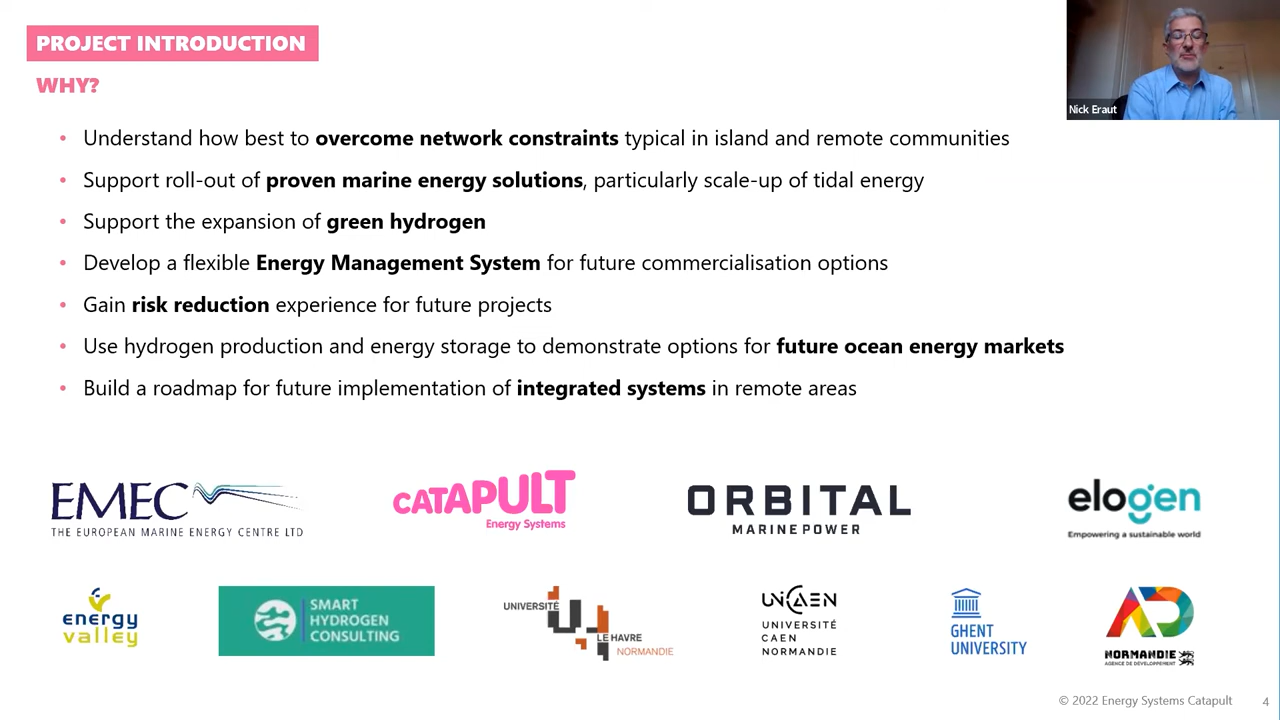 PROJECT INTRODUCTION
WHY?
Nick Eraut
• Understand how best to overcome network constraints typical in island and remote communities
• Support roll-out of proven marine energy solutions, particularly scale-up of tidal energy
• Support the expansion of green hydrogen
• Develop a flexible Energy Management System for future commercialisation options
• Gain risk reduction experience for future projects
• Use hydrogen production and energy storage to demonstrate options for future ocean energy markets
• Build a roadmap for future implementation of integrated systems in remote areas
EMEC
THE EUROPEAN MARINE ENERGY CENTRE LTD
CATAPULT
Energy Systems
ORBITAL
MARINE POWER
elogen
Empowering a sustainable world
energy
valley
SMART
HYDROGEN
CONSULTING
UNIVERSITÉ
LE HAVRE
NORMANDIE
UNICAEN
UNIVERSITÉ
CAEN
NORMANDIE
GHENT
UNIVERSITY
AD
NORMANDIE
AGENCE DE DÉVELOPPEMENT
© 2022 Energy Systems Catapult
4